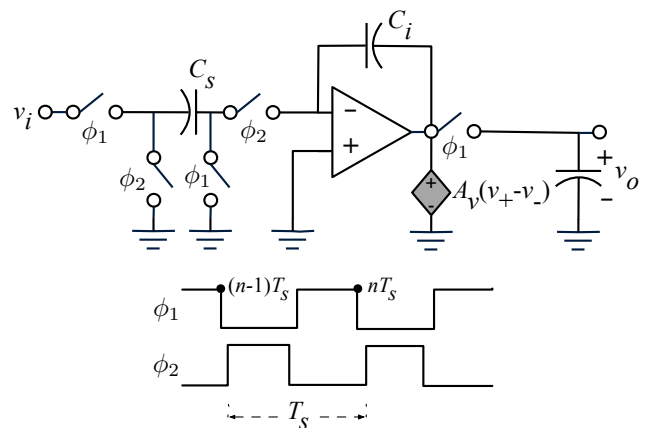 C_i
C_s
v_i
ϕ_1
ϕ_2
-
+
ϕ_1
ϕ_2
ϕ_1
+
-
A_v(v_+-v_-)
+
v_o
-
(n-1)T_s
nT_s
ϕ_1
ϕ_2
T_s